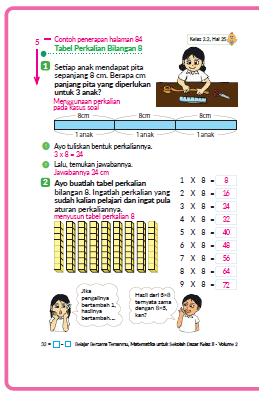 5
Contoh penerapan halaman 84
Tabel Perkalian Bilangan 8
Kelas 2.2, Hal 25
1 Setiap anak mendapat pita
sepanjang 8 cm. Berapa cm
panjang pita yang diperlukan
untuk 3 anak?
Menggunakan perkalian
pada kasus soal
8cm 8cm 8cm
1 anak 1 anak 1 anak
Ayo tuliskan bentuk perkaliannya.
3 x 8 = 24
Lalu, temukan jawabannya.
Jawabannya 24 cm
2 Ayo buatlah tabel perkalian
bilangan 8. Ingatlah perkalian yang
sudah kalian pelajari dan ingat pula
aturan perkaliannya.
menyusun tabel perkalian 8
1 X 8 = 8
2 X 8 = 16
3 X 8 = 24
4 X 8 = 32
5 X 8 = 40
6 X 8 = 48
7 X 8 = 56
8 X 8 = 64
9 X 8 = 72
Jika
pengalinya
bertambah 1,
hasilnya
bertambah....
Hasil dari 5×8
ternyata sama
dengan 8×5,
kan?
Belajar Bersama Temanmu, Matematika untuk Sekolah Dasar Kelas II - Volume 2